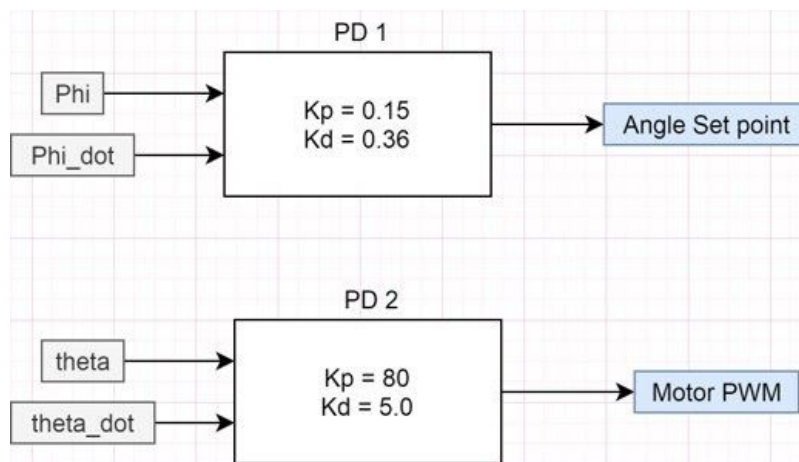 PD 1
Phi
Phi_dot
Kp = 0.15
Kd = 0.36
Angle Set point
PD 2
theta
theta_dot
Kp = 80
Kd = 5.0
Motor PWM